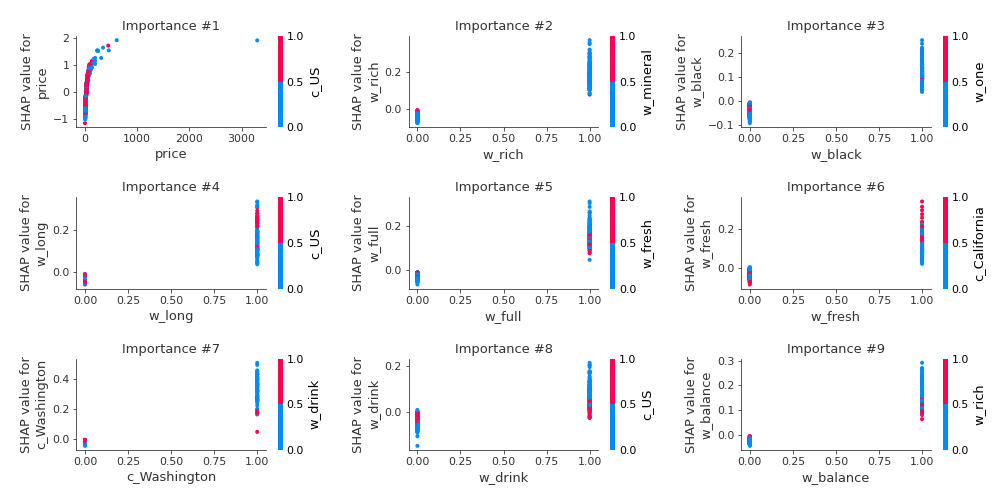 Importance #1
SHAP value for
price
2
1
0
−1
0
1000
2000
3000
price
1.0
0.5
0.0
c_US
Importance #2
SHAP value for
w_rich
0.2
0.0
0.00
0.25
0.50
0.75
1.00
w_rich
1.0
0.5
0.0
w_mineral
Importance #3
SHAP value for
w_black
0.2
0.1
0.0
−0.1
0.00
0.25
0.50
0.75
1.00
w_black
1.0
0.5
0.0
w_one
Importance #4
SHAP value for
w_long
0.2
0.0
0.00
0.25
0.50
0.75
1.00
w_long
1.0
0.5
0.0
c_US
Importance #5
SHAP value for
w_full
0.2
0.0
0.00
0.25
0.50
0.75
1.00
w_full
1.0
0.5
0.0
w_fresh
Importance #6
SHAP value for
w_fresh
0.2
0.0
0.00
0.25
0.50
0.75
1.00
w_fresh
1.0
0.5
0.0
c_California
Importance #7
SHAP value for
c_Washington
0.4
0.2
0.0
0.00
0.25
0.50
0.75
1.00
c_Washington
1.0
0.5
0.0
w_drink
Importance #8
SHAP value for
w_drink
0.2
0.0
0.00
0.25
0.50
0.75
1.00
w_drink
1.0
0.5
0.0
c_US
Importance #9
SHAP value for
w_balance
0.3
0.2
0.1
0.0
0.00
0.25
0.50
0.75
1.00
w_balance
1.0
0.5
0.0
w_rich